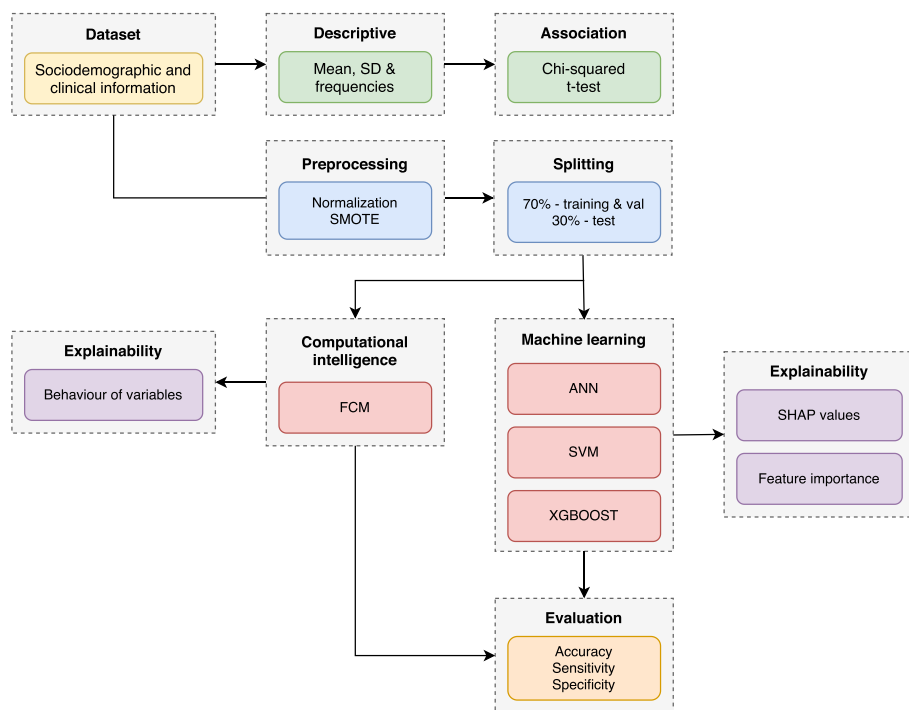 Dataset
Sociodemographic and
clinical information
Descriptive
Mean, SD &
frequencies
Association
Chi-squared
t-test
Preprocessing
Normalization
SMOTE
Splitting
70% - training & val
30% - test
Explainability
Behaviour of variables
Computational
intelligence
FCM
Machine learning
ANN
SVM
XGBOOST
Explainability
SHAP values
Feature importance
Evaluation
Accuracy
Sensitivity
Specificity